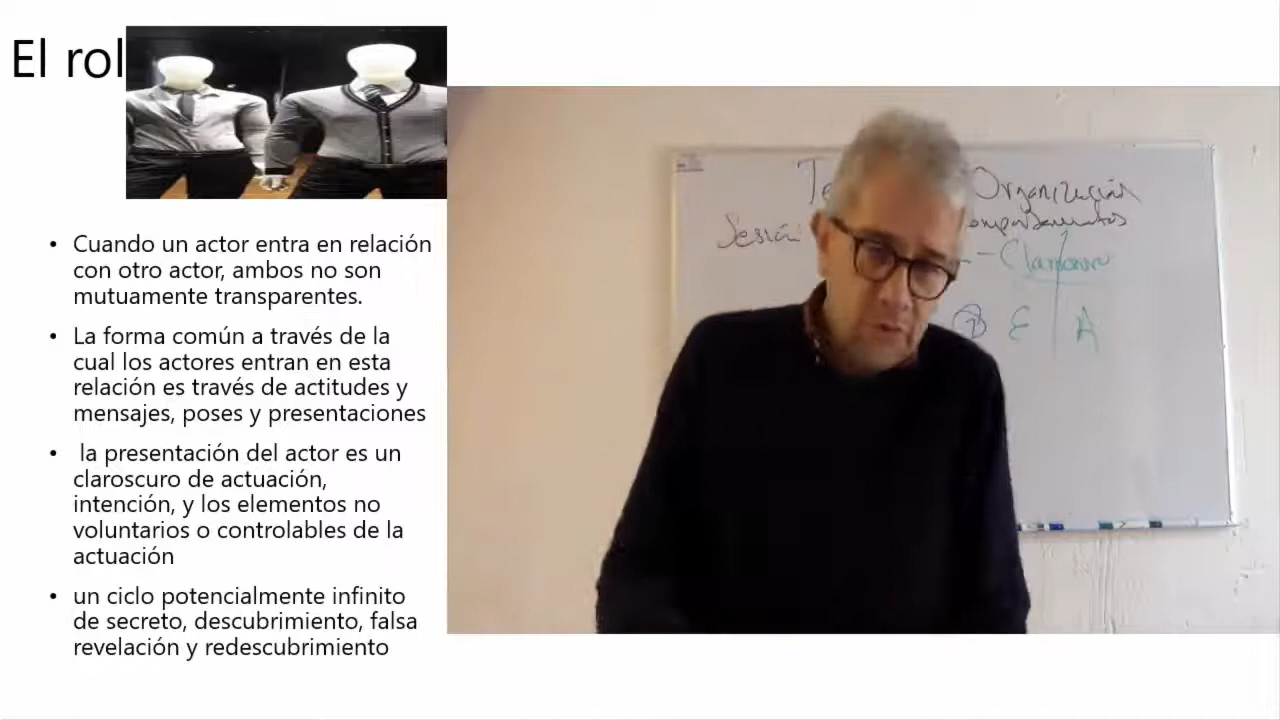 El rol
• Cuando un actor entra en relación
con otro actor, ambos no son
mutuamente transparentes.
• La forma común a través de la
cual los actores entran en esta
relación es través de actitudes y
mensajes, poses y presentaciones
• la presentación del actor es un
claroscuro de actuación,
intención, y los elementos no
voluntarios o controlables de la
actuación
• un ciclo potencialmente infinito
de secreto, descubrimiento, falsa
revelación y redescubrimiento
Te Organización
Sesión
E A